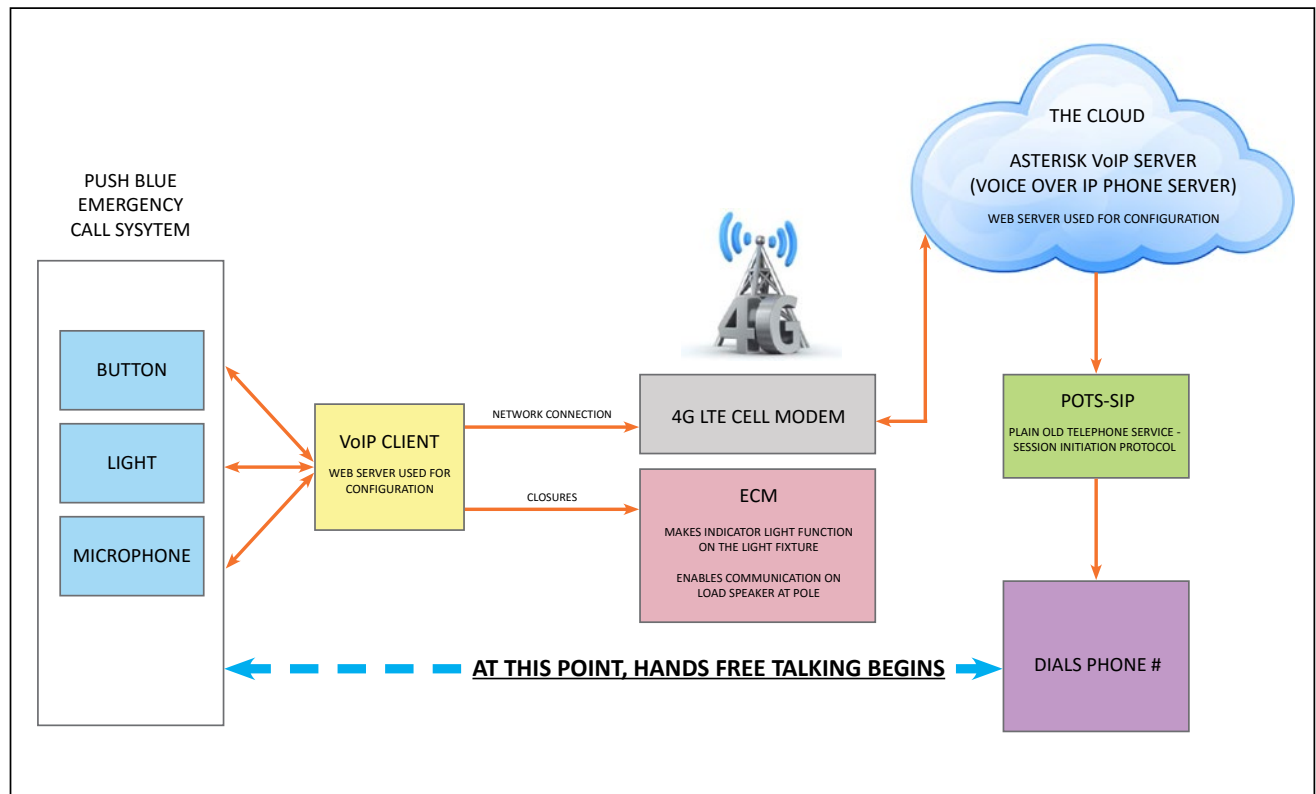 PUSH BLUE
EMERGENCY
CALL SYSYTEM
BUTTON
LIGHT
MICROPHONE
VoIP CLIENT
WEB SERVER USED FOR
CONFIGURATION
NETWORK CONNECTION
CLOSURES
4G
4G LTE CELL MODEM
ECM
MAKES INDICATOR LIGHT FUNCTION
ON THE LIGHT FIXTURE
ENABLES COMMUNICATION ON
LOAD SPEAKER AT POLE
THE CLOUD
ASTERISK VoIP SERVER
(VOICE OVER IP PHONE SERVER)
WEB SERVER USED FOR CONFIGURATION
POTS-SIP
PLAIN OLD TELEPHONE SERVICE -
SESSION INITIATION PROTOCOL
DIALS PHONE #
AT THIS POINT, HANDS FREE TALKING BEGINS